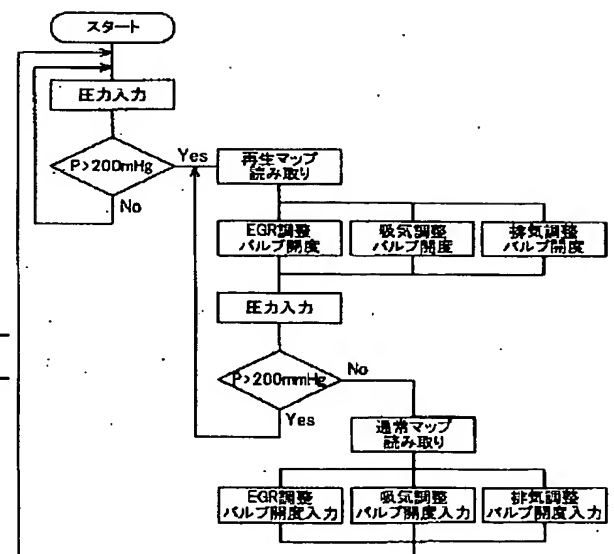 スタート
圧力入力
P>200mHg
Yes
No
再生マップ
読み取り
EGR調整
バルブ開度
吸気調整
バルブ開度
排気調整
バルブ開度
圧力入力
P>200mmHg
No
Yes
通常マップ
読み取り
EGR調整
バルブ開度入力
吸気調整
バルブ開度入力
排気調整
バルブ開度入力